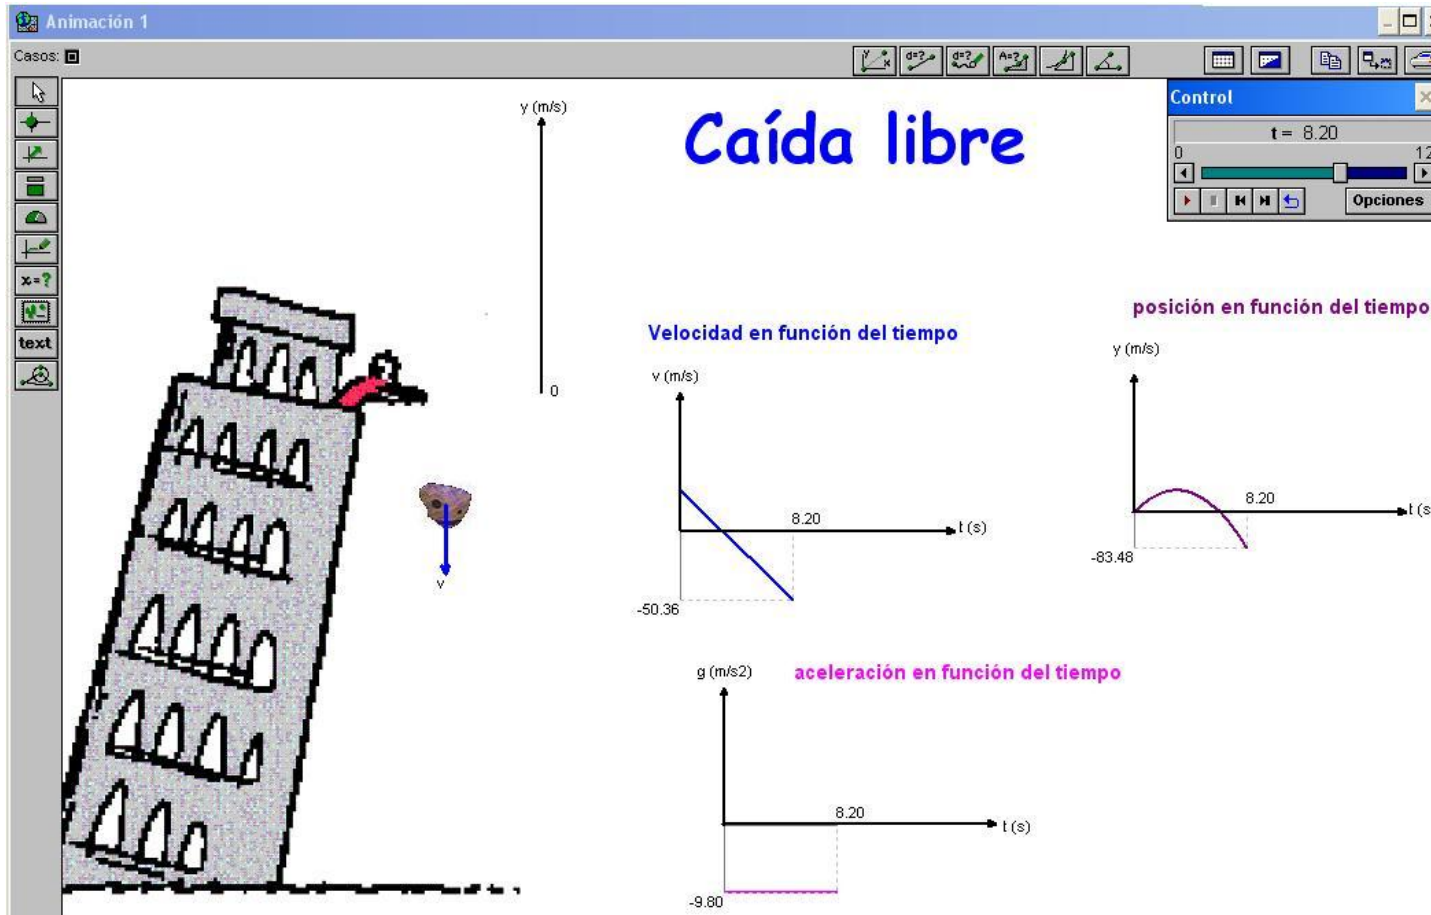 Animación 1
Casos:
y (m/s)
Caída libre
Control
t = 8.20
0
12
Opciones
d=?
d=?
A=?
x=?
text
0
Velocidad en función del tiempo
v (m/s)
8.20
t (s)
-50.36
posición en función del tiempo
y (m/s)
8.20
t (s
-83.48
v
g (m/s2)
aceleración en función del tiempo
8.20
t (s)
-9.80